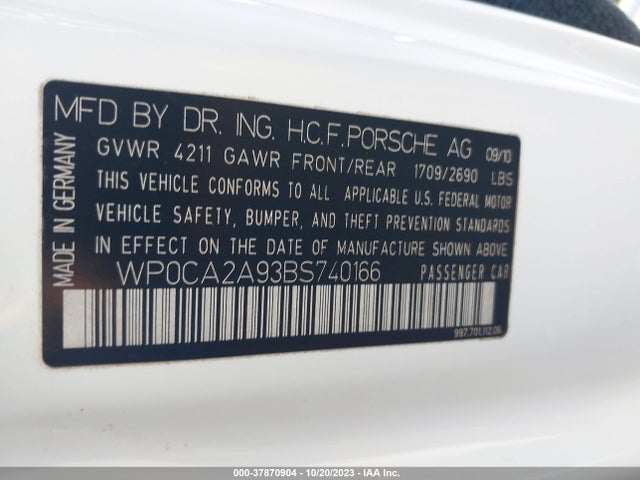 MADE IN GERMANY
MFD BY DR. ING. H.C.F. PORSCHE AG 09/10
GVWR 4211 GAWR FRONT/REAR 1709/2690 LBS
THIS VEHICLE CONFORMS TO ALL APPLICABLE U.S. FEDERAL MOTOR
VEHICLE SAFETY, BUMPER, AND THEFT PREVENTION STANDARDS
IN EFFECT ON THE DATE OF MANUFACTURE SHOWN ABOVE.
WP0CA2A93BS740166 PASSENGER CAR
997.701.112.06
000-37870904 | 10/20/2023 | IAAI.COM